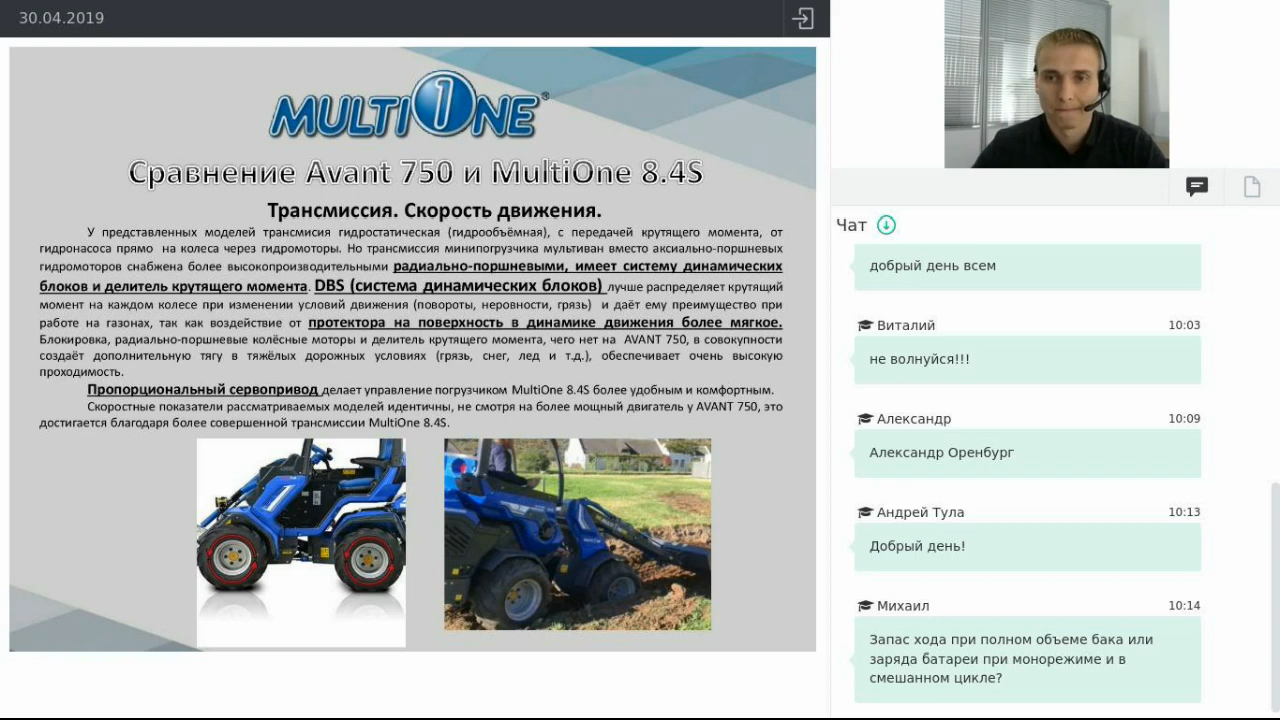 30.04.2019
MULTIONE®
Сравнение Avant 750 и MultiOne 8.4S
Трансмиссия. Скорость движения.
У представленных моделей трансмисия гидростатическая (гидрообъёмная), с передачей крутящего момента, от
гидронасоса прямо на колеса через гидромоторы. Но трансмиссия минипогрузчика мультиван вместо аксиально-поршневых
гидромоторов снабжена более высокопроизводительными радиально-поршневыми, имеет систему динамических
блоков и делитель крутящего момента. DBS (система динамических блоков) лучше распределяет крутящий
момент на каждом колесе при изменении условий движения (повороты, неровности, грязь) и даёт ему преимущество при
работе на газонах, так как воздействие от протектора на поверхность в динамике движения более мягкое.
Блокировка, радиально-поршневые колёсные моторы и делитель крутящего момента, чего нет на AVANT 750, в совокупности
создаёт дополнительную тягу в тяжёлых дорожных условиях (грязь, снег, лед и т.д.), обеспечивает очень высокую
проходимость.
Пропорциональный сервопривод делает управление погрузчиком MultiOne 8.4S более удобным и комфортным.
Скоростные показатели рассматриваемых моделей идентичны, не смотря на более мощный двигатель у AVANT 750, это
достигается благодаря более совершенной трансмиссии MultiOne 8.4S.
Чат
добрый день всем
Виталий 10:03
не волнуйся!!!
Александр 10:09
Александр Оренбург
Андрей Тула 10:13
Добрый день!
Михаил 10:14
Запас хода при полном объеме бака или
заряда батареи при монорежиме и в
смешанном цикле?